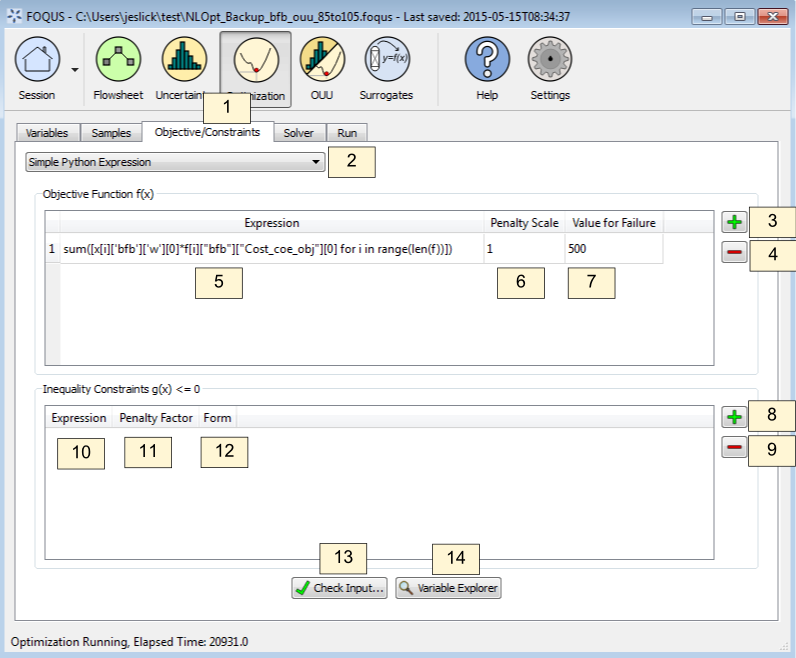 FOQUS - C:\Users\jeslick\test\NLOpt_Backup_bfb_ouu_85to105.foqus - Last saved: 2015-05-15T08:34:37
Session Flowsheet Uncertain Optimization OUU Surrogates Help Settings
y=f(x)
1
Variables Samples Objective/Constraints Solver Run
Simple Python Expression 2
Objective Function f(x)
Expression Penalty Scale Value for Failure 3
1 sum([x[i]['bfb']['w'][0]*f[i]["bfb"]["Cost_coe_obj"][0] for i in range(len(f))]) 1 500 4
5 6 7
Inequality Constraints g(x) <= 0
Expression Penalty Factor Form 8
10 11 12 9
13 14
Check Input... Variable Explorer
Optimization Running, Elapsed Time: 20931.0